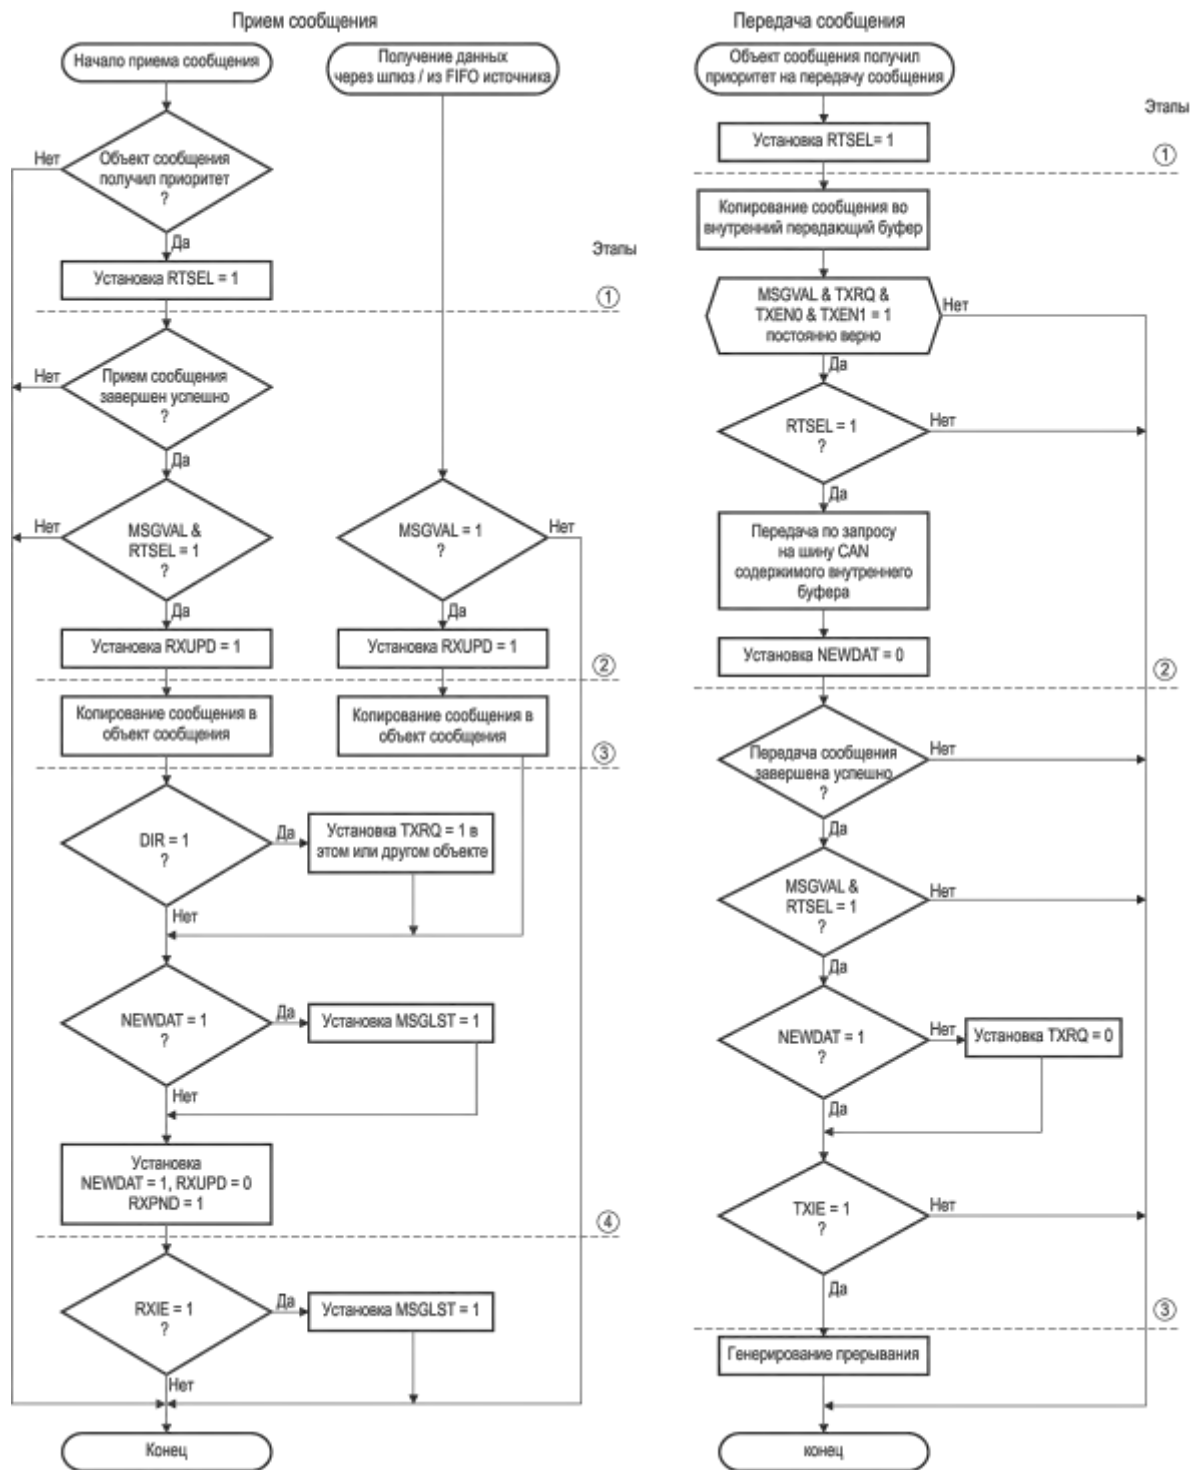 Прием сообщения
Начало приема сообщения
Получение данных
через шлюз / из FIFO источника
Нет
Объект сообщения
получил приоритет
?
Да
Установка RTSEL = 1
Этапы
1
Нет
Прием сообщения
завершен успешно
?
Да
Нет
MSGVAL &
RTSEL = 1
?
Да
MSGVAL = 1
?
Нет
Да
Установка RXUPD = 1
Установка RXUPD = 1
2
Копирование сообщения в
объект сообщения
Копирование сообщения в
объект сообщения
3
DIR = 1
?
Да
Установка TXRQ = 1 в
этом или другом объекте
Нет
NEWDAT = 1
?
Да
Установка MSGLST = 1
Нет
Установка
NEWDAT = 1, RXUPD = 0
RXPND = 1
4
RXIE = 1
?
Да
Установка MSGLST = 1
Нет
Конец
Передача сообщения
Объект сообщения получил
приоритет на передачу сообщения
Этапы
Установка RTSEL= 1
1
Копирование сообщения во
внутренний передающий буфер
MSGVAL & TXRQ &
TXEN0 & TXEN1 = 1
постоянно верно
Нет
Да
RTSEL = 1
?
Нет
Да
Передача по запросу
на шину CAN
содержимого внутреннего
буфера
Установка NEWDAT = 0
2
Передача сообщения
завершена успешно
?
Нет
Да
MSGVAL &
RTSEL = 1
?
Нет
Да
NEWDAT = 1
?
Нет
Установка TXRQ = 0
Да
TXIE = 1
?
Нет
Да
3
Генерирование прерывания
конец